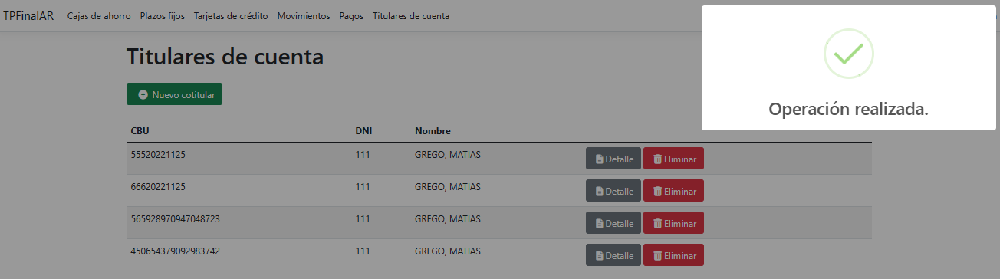 TPFinalAR Cajas de ahorro Plazos fijos Tarjetas de crédito Movimientos Pagos Titulares de cuenta
Operación realizada.
Titulares de cuenta
Nuevo cotitular
CBU DNI Nombre
55520221125 111 GREGO, MATIAS Detalle Eliminar
66620221125 111 GREGO, MATIAS Detalle Eliminar
565928970947048723 111 GREGO, MATIAS Detalle Eliminar
450654379092983742 111 GREGO, MATIAS Detalle Eliminar